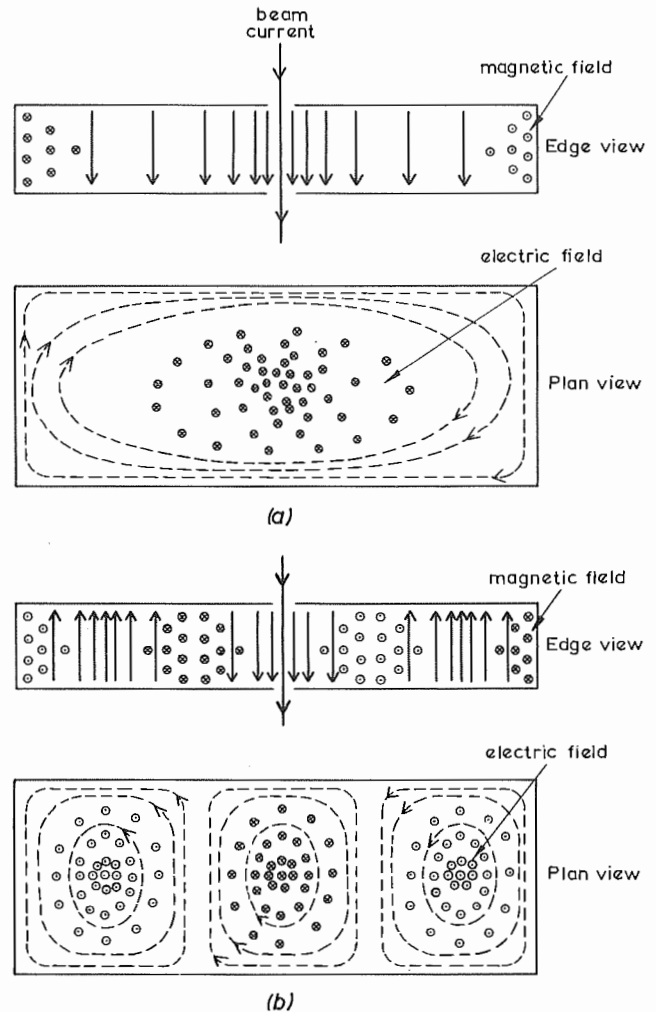 beam
current
magnetic field
Edge view
electric field
Plan view
(a)
magnetic field
Edge view
electric field
Plan view
(b)